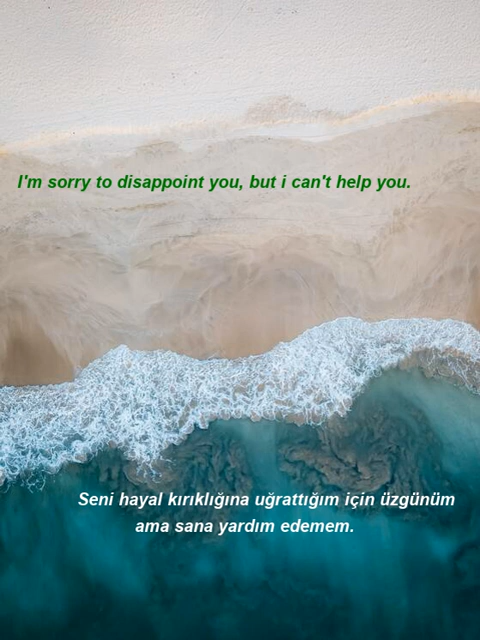 I'm sorry to disappoint you, but i can't help you.
Seni hayal kırıklığına uğrattığım için üzgünüm
ama sana yardım edemem.